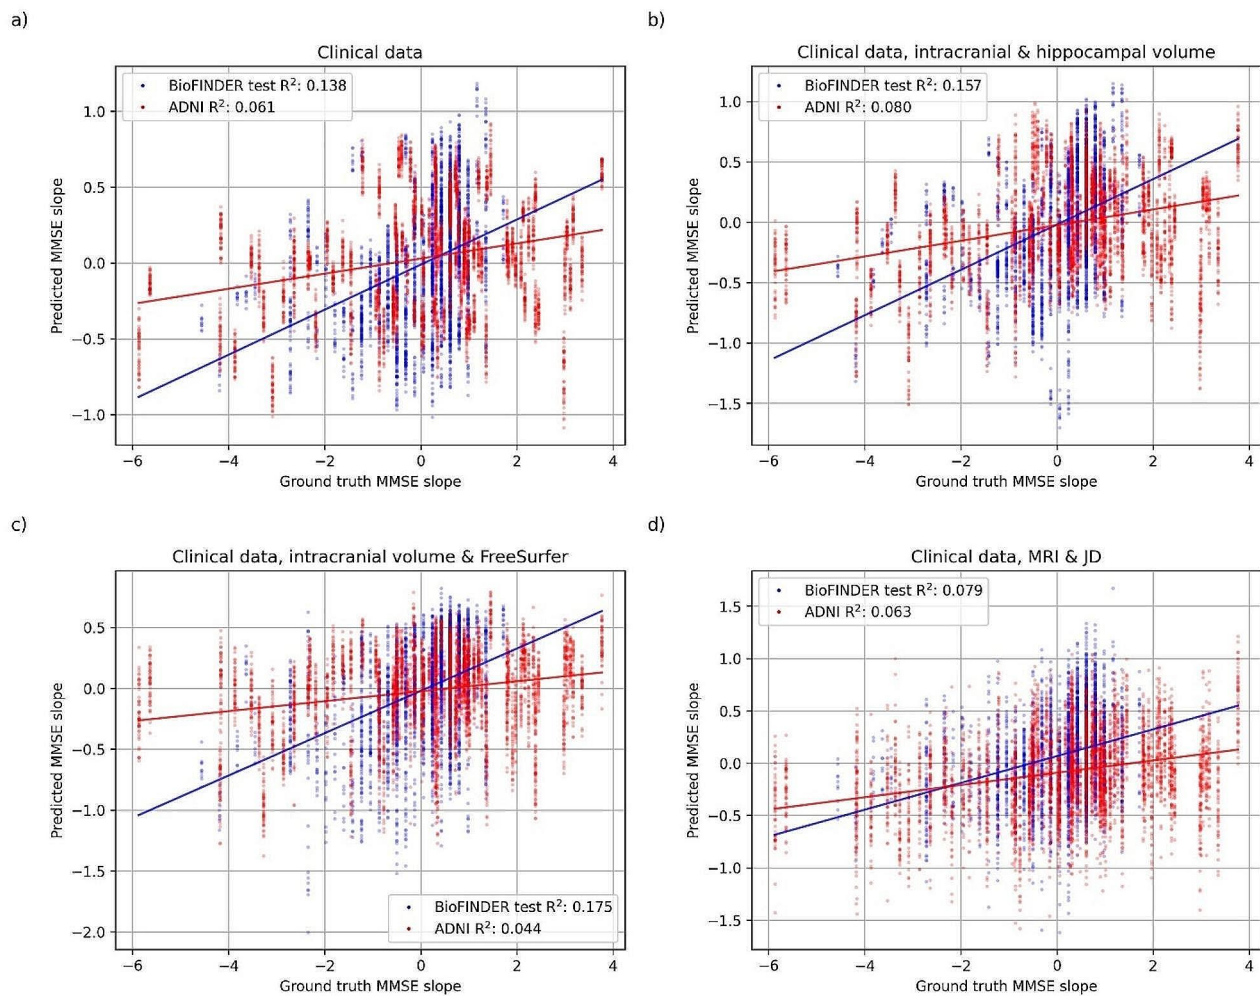 a)
Clinical data
BioFINDER test R²: 0.138
ADNI R²: 0.061
1.0
0.5
0.0
−0.5
−1.0
Predicted MMSE slope
−6 −4 −2 0 2 4
Ground truth MMSE slope
b)
Clinical data, intracranial & hippocampal volume
BioFINDER test R²: 0.157
ADNI R²: 0.080
1.0
0.5
0.0
−0.5
−1.0
−1.5
Predicted MMSE slope
−6 −4 −2 0 2 4
Ground truth MMSE slope
c)
Clinical data, intracranial volume & FreeSurfer
0.5
0.0
−0.5
−1.0
−1.5
−2.0
Predicted MMSE slope
BioFINDER test R²: 0.175
ADNI R²: 0.044
−6 −4 −2 0 2 4
Ground truth MMSE slope
d)
Clinical data, MRI & JD
BioFINDER test R²: 0.079
ADNI R²: 0.063
1.5
1.0
0.5
0.0
−0.5
−1.0
−1.5
Predicted MMSE slope
−6 −4 −2 0 2 4
Ground truth MMSE slope